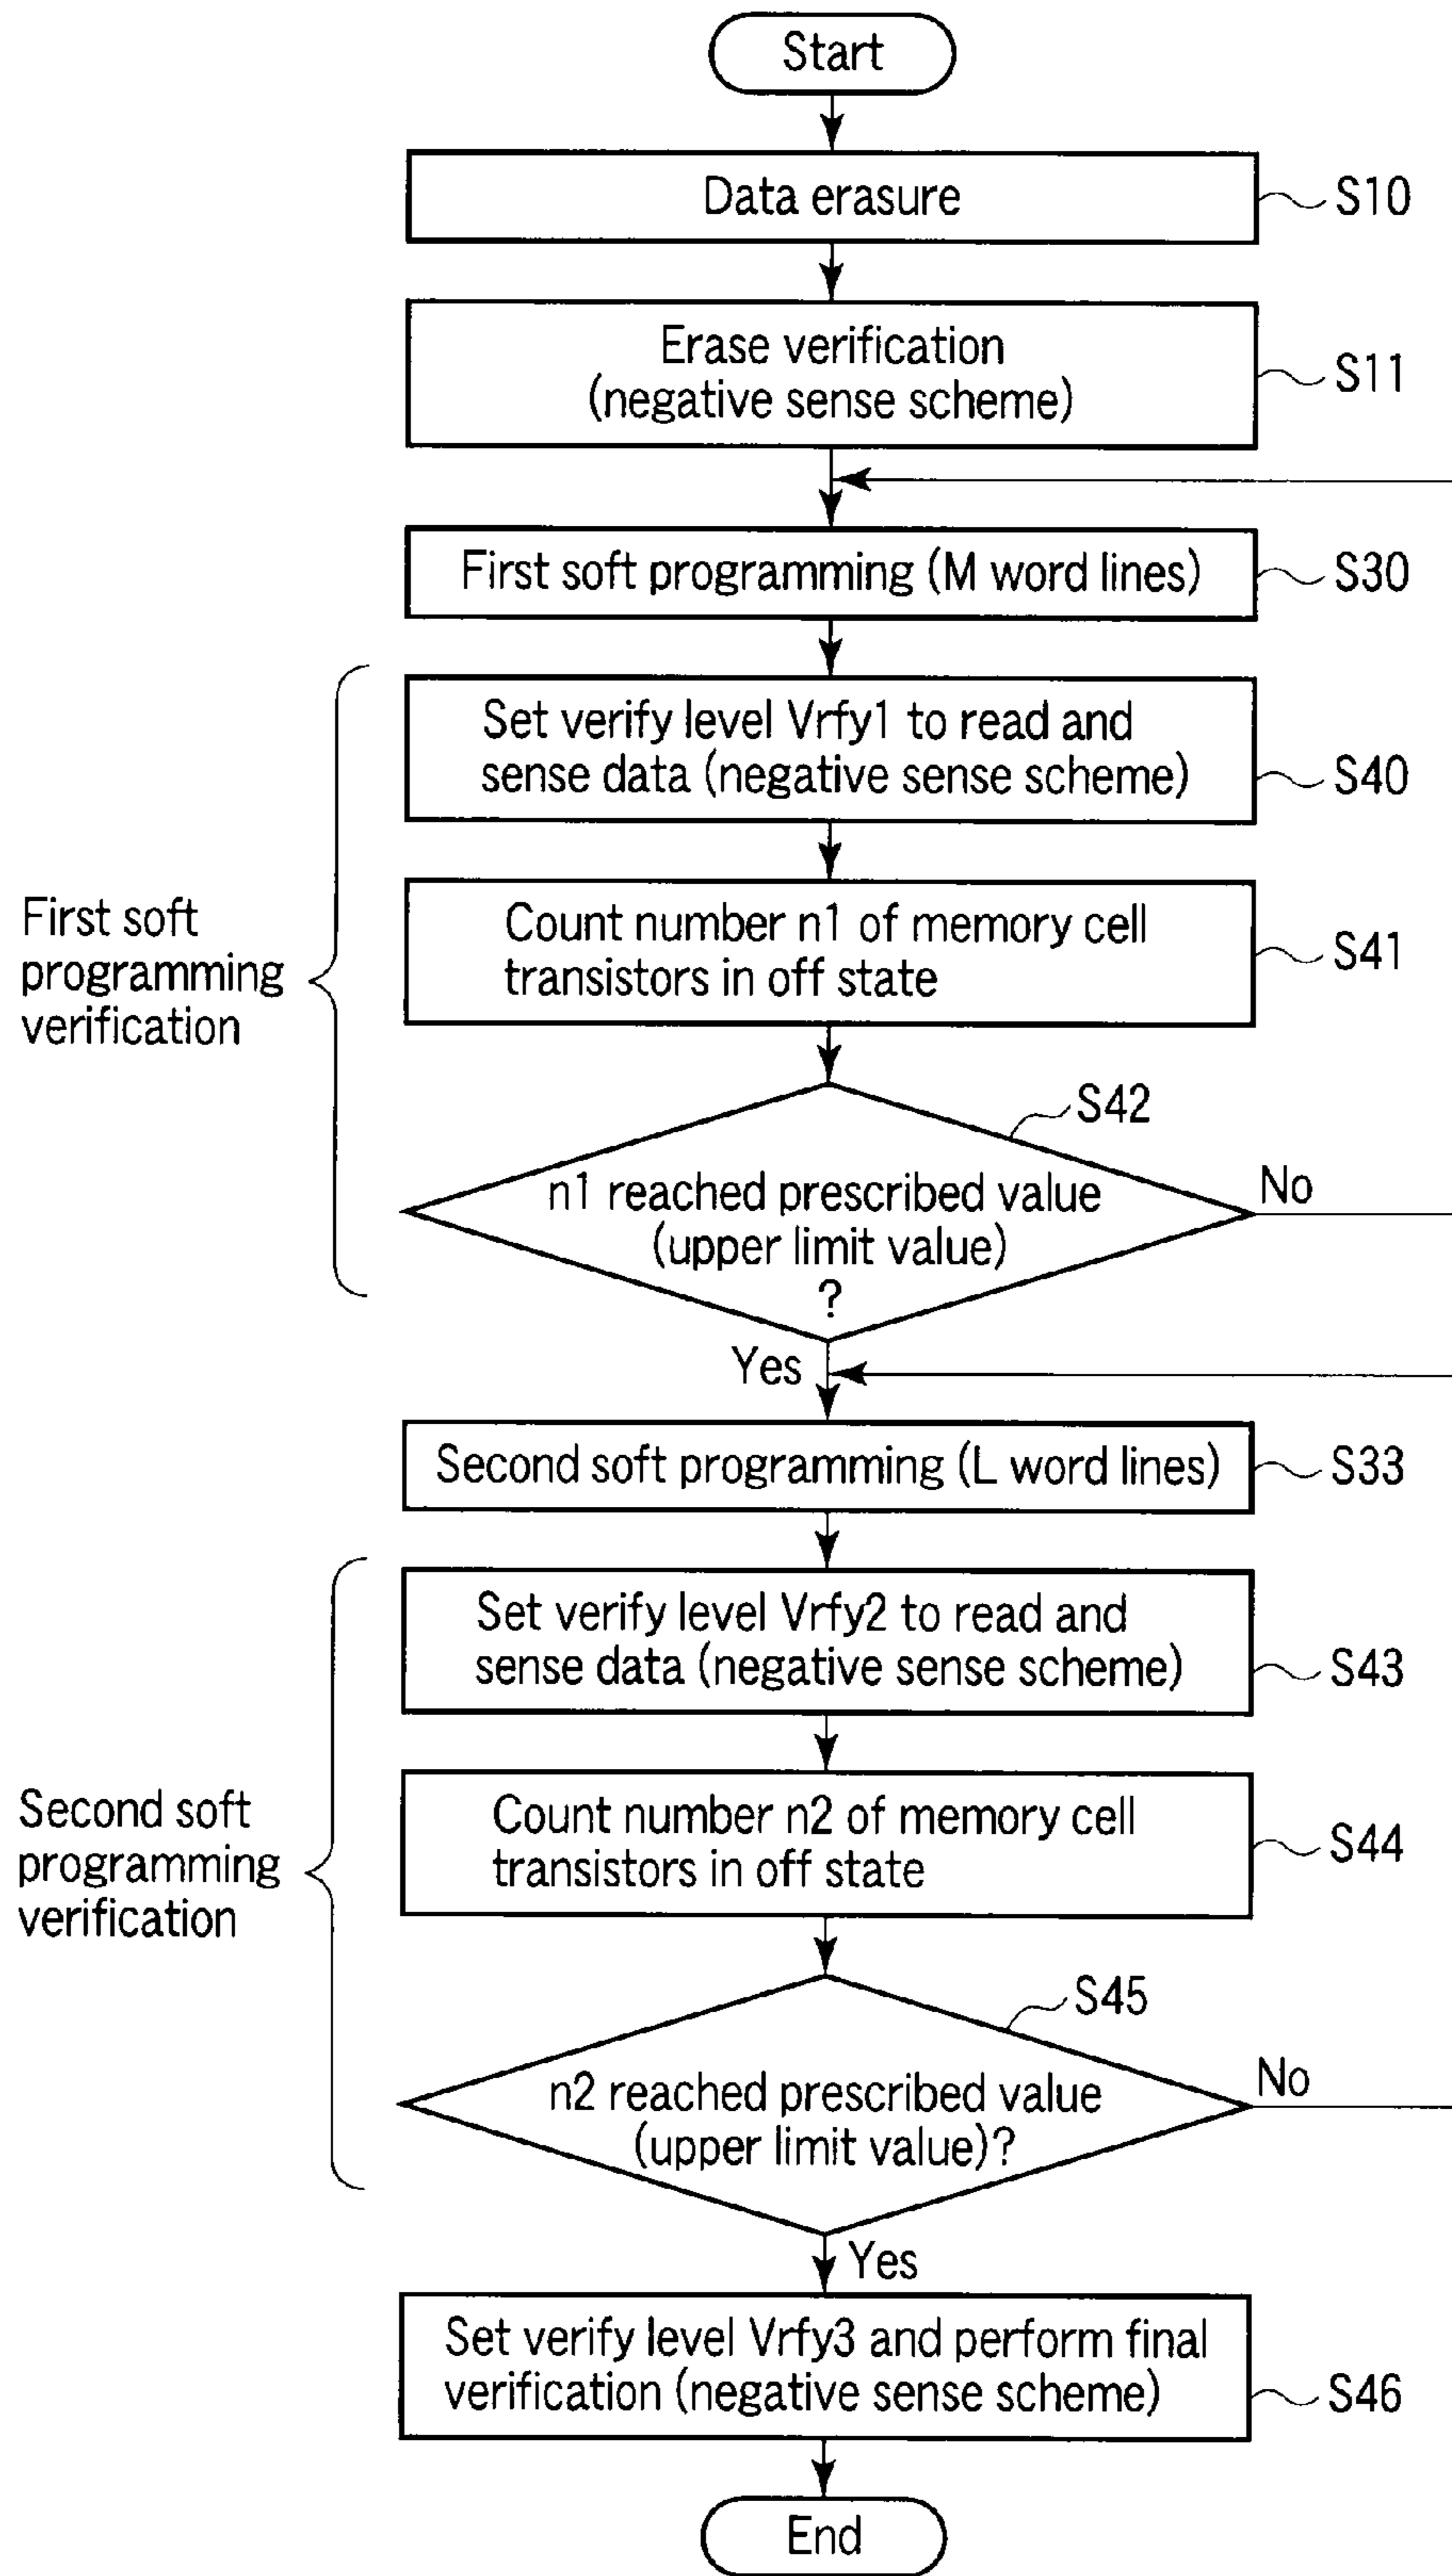 Start
Data erasure
S10
Erase verification
(negative sense scheme)
S11
First soft programming (M word lines)
S30
First soft
programming
verification
Set verify level Vrfy1 to read and
sense data (negative sense scheme)
S40
Count number n1 of memory cell
transistors in off state
S41
S42
n1 reached prescribed value
(upper limit value)
?
No
Yes
Second soft programming (L word lines)
S33
Second soft
programming
verification
Set verify level Vrfy2 to read and
sense data (negative sense scheme)
S43
Count number n2 of memory cell
transistors in off state
S44
S45
n2 reached prescribed value
(upper limit value)?
No
Yes
Set verify level Vrfy3 and perform final
verification (negative sense scheme)
S46
End